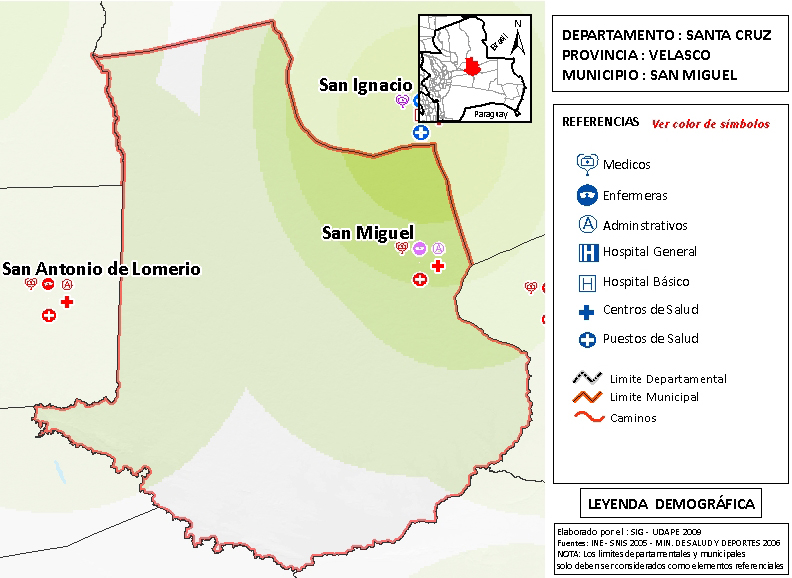 San Ignacio
N
Brasil
Paraguay
San Miguel
A
San Antonio de Lomerio
A
DEPARTAMENTO : SANTA CRUZ
PROVINCIA : VELASCO
MUNICIPIO : SAN MIGUEL
REFERENCIAS Ver color de símbolos
Medicos
Enfermeras
A Adminstrativos
H Hospital General
H Hospital Básico
Centros de Salud
Puestos de Salud
Limite Departamental
Limite Municipal
Caminos
LEYENDA DEMOGRÁFICA
Elaborado por el : SIG - UDAPE 2009
Fuentes: INE- SNIS 2005 - MIN. DE SALUD Y DEPORTES 2006
NOTA: Los limites departamentales y municipales
solo deben ser considerados como elementos referenciales